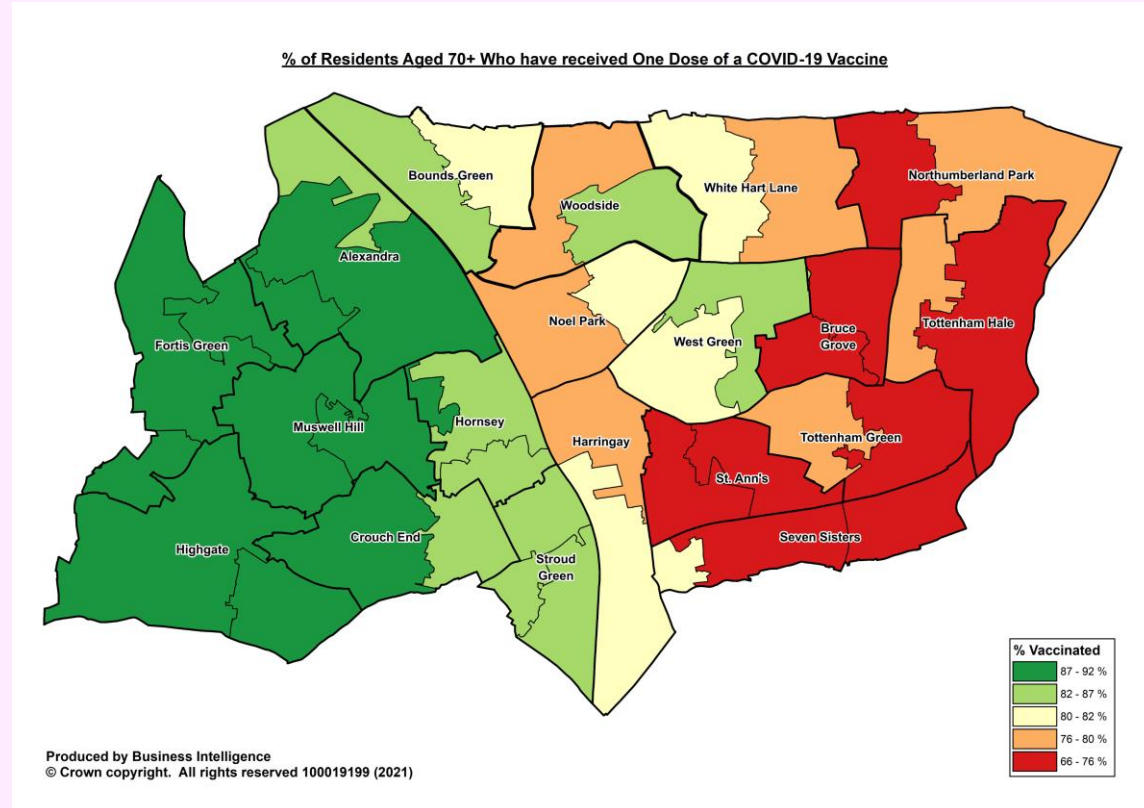 % of Residents Aged 70+ Who have received One Dose of a COVID-19 Vaccine
Bounds Green
Woodside
White Hart Lane
Northumberland Park
Alexandra
Noel Park
West Green
Bruce
Grove
Tottenham Hale
Fortis Green
Muswell Hill
Hornsey
Harringay
Tottenham Green
St. Ann's
Highgate
Crouch End
Stroud
Green
Seven Sisters
% Vaccinated
87 - 92 %
82 - 87 %
80 - 82 %
76 - 80 %
66 - 76 %
Produced by Business Intelligence
© Crown copyright. All rights reserved 100019199 (2021)